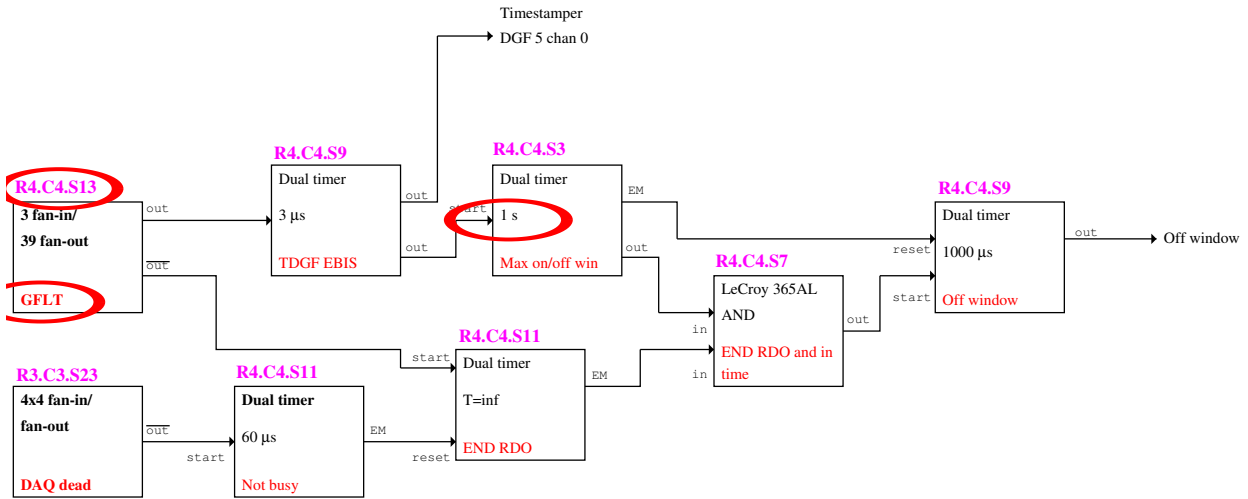 Timestamper
DGF 5 chan 0
R4.C4.S9
Dual timer
3 μs
TDGF EBIS
out
out
R4.C4.S3
Dual timer
start
1 s
Max on/off win
EM
out
R4.C4.S9
Dual timer
reset
1000 μs
start
Off window
out
Off window
R4.C4.S13
3 fan-in/
39 fan-out
GFLT
out
out
R4.C4.S7
LeCroy 365AL
AND
in
END RDO and in
time
in
out
R4.C4.S11
start
Dual timer
T=inf
reset
END RDO
EM
R3.C3.S23
4x4 fan-in/
fan-out
DAQ dead
out
R4.C4.S11
Dual timer
60 μs
start
Not busy
EM